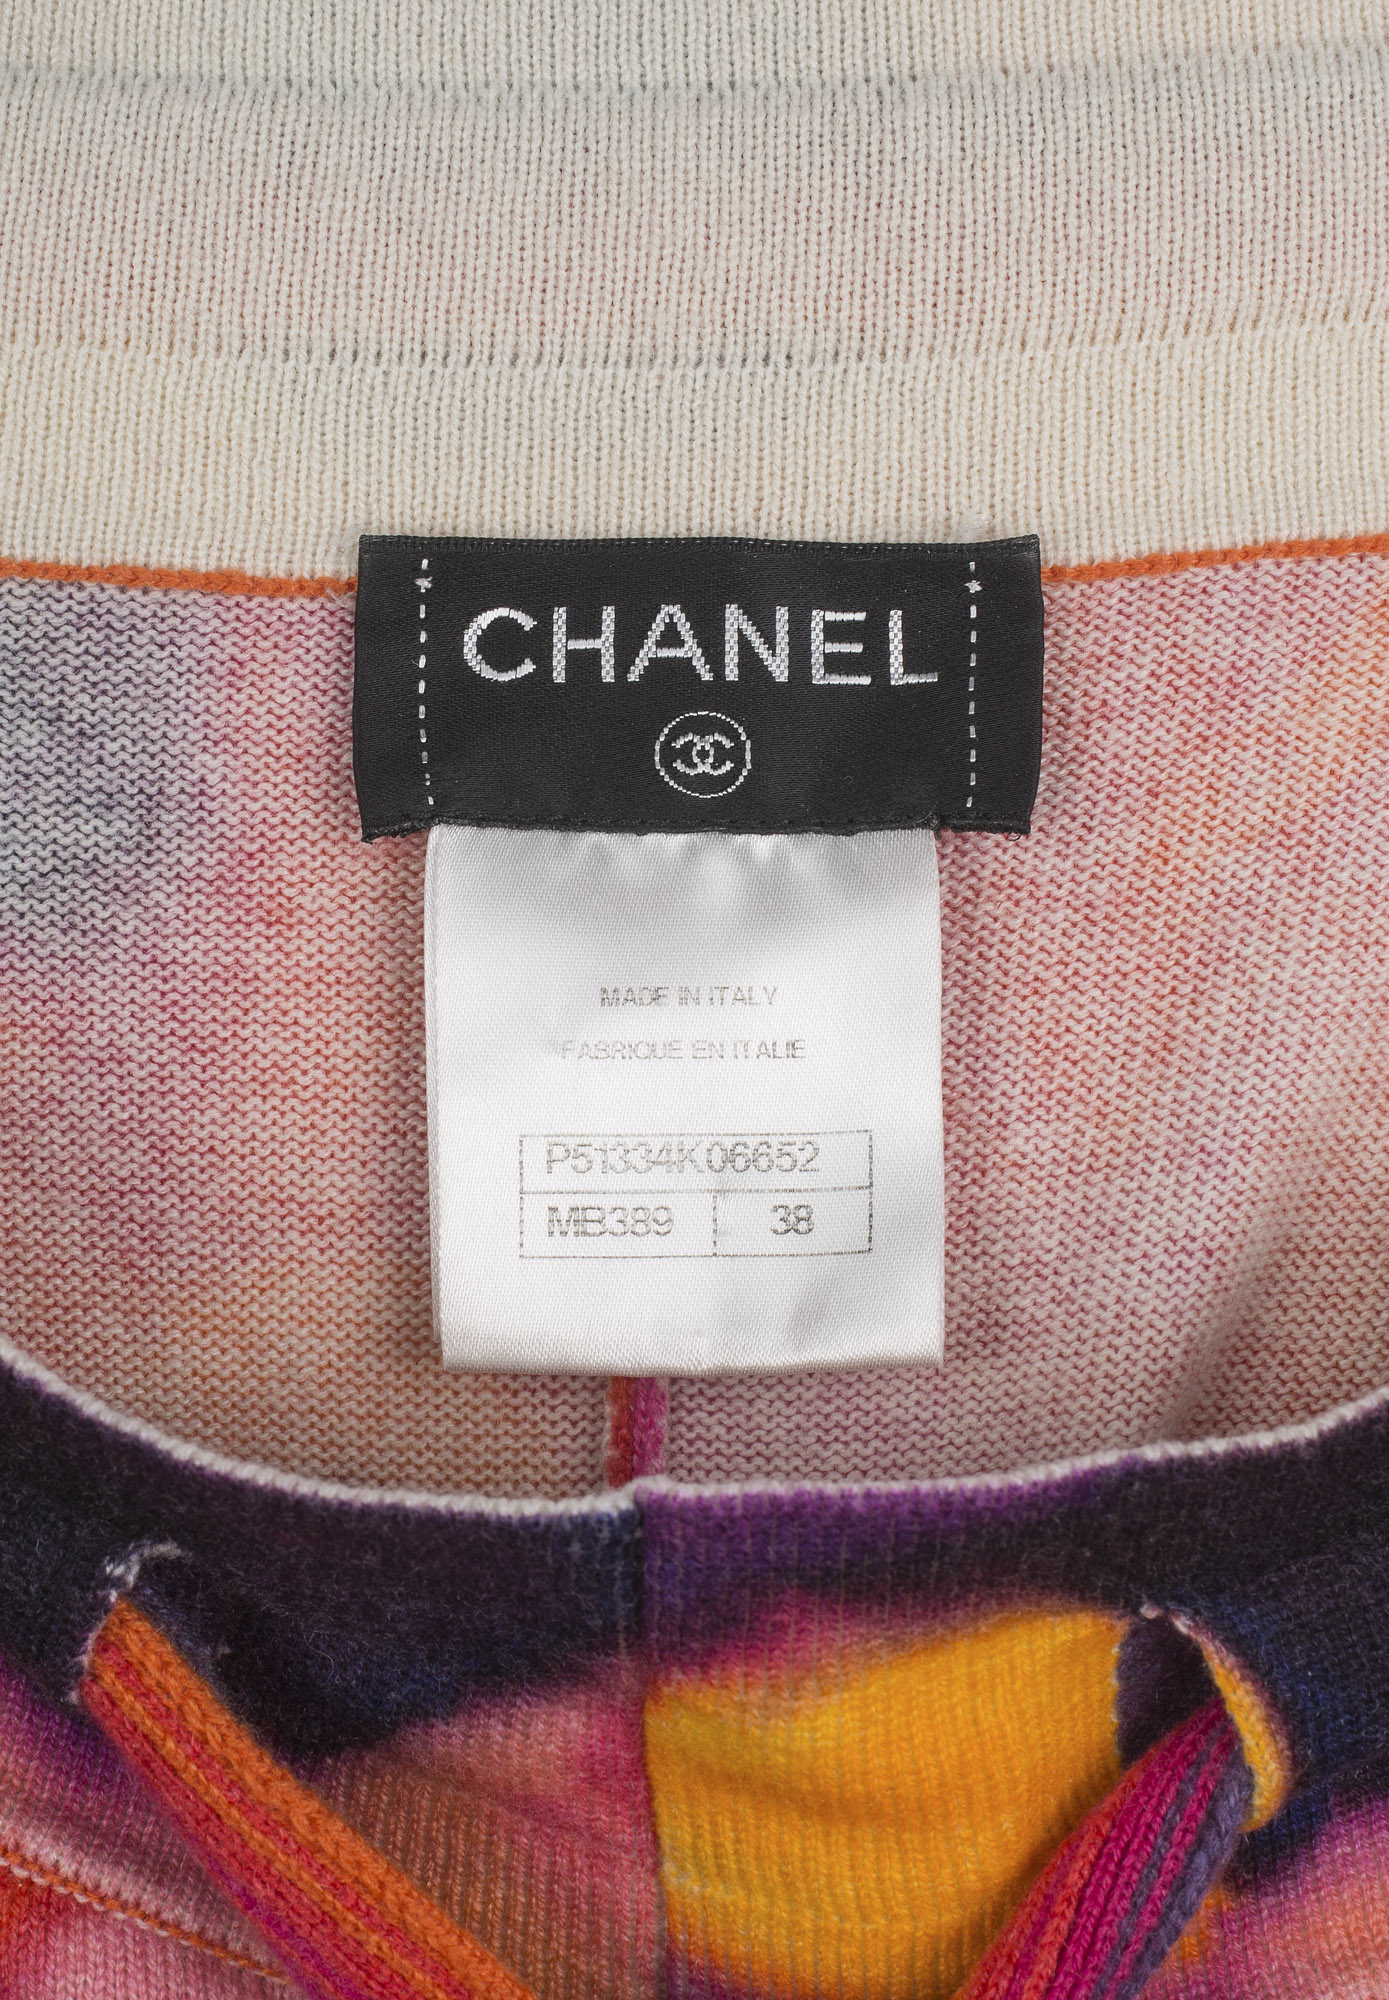 CHANEL
MADE IN ITALY
FABRIQUE EN ITALIE
P51334K06652
MB389 38